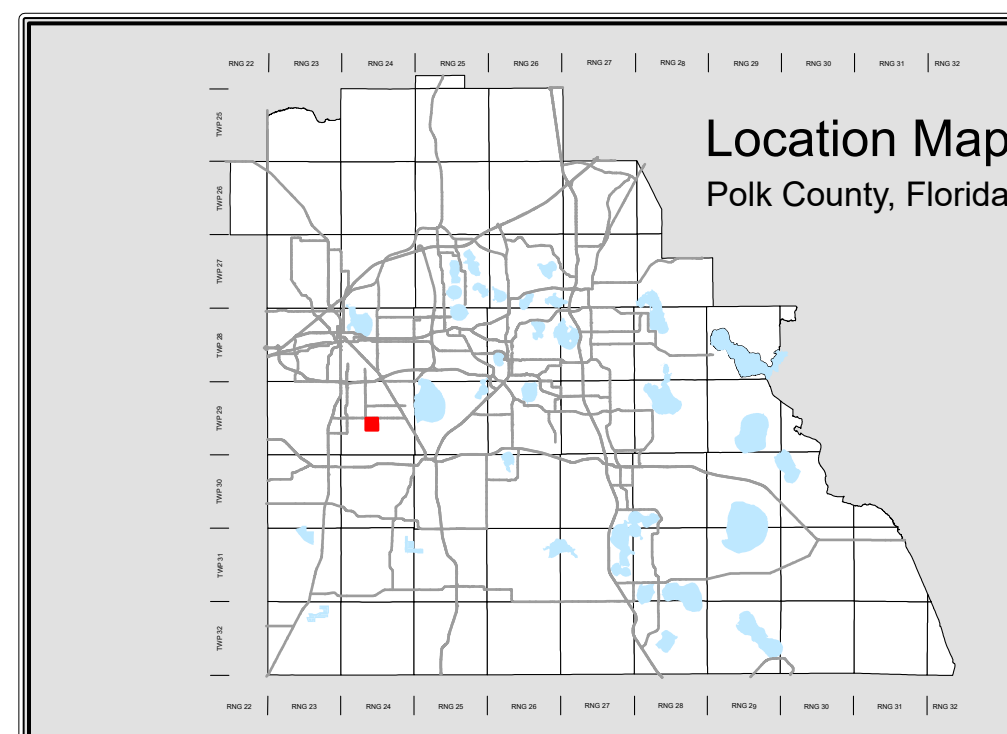 RNG 22 RNG 23 RNG 24 RNG 25 RNG 26 RNG 27 RNG 28 RNG 29 RNG 30 RNG 31 RNG 32
Location Map
Polk County, Florida
TWP 25
TWP 26
TWP 27
TWP 28
TWP 29
TWP 30
TWP 31
TWP 32
RNG 22 RNG 23 RNG 24 RNG 25 RNG 26 RNG 27 RNG 28 RNG 29 RNG 30 RNG 31 RNG 32